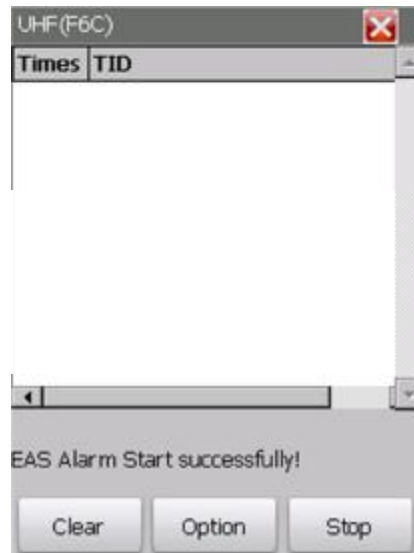 UHF(F6C)
Times TID
EAS Alarm Start successfully!
Clear Option Stop